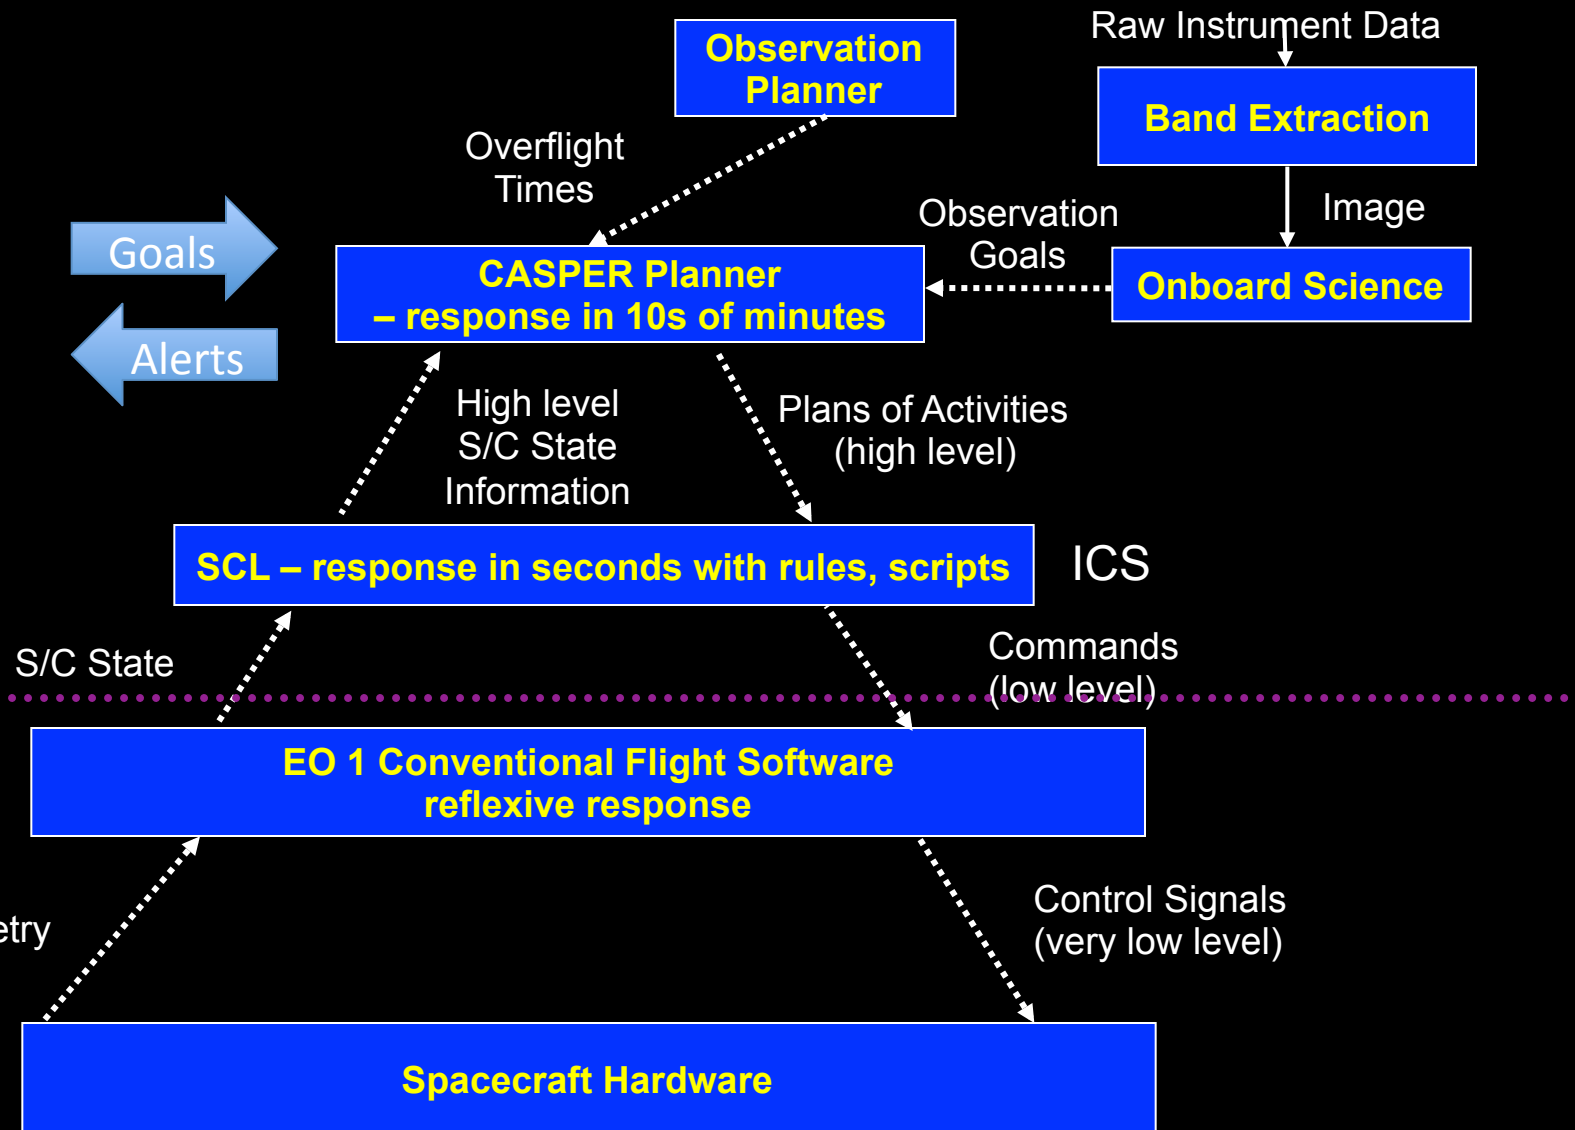 Raw Instrument Data
Observation
Planner
Band Extraction
Overflight
Times
Image
Observation
Goals
Goals
CASPER Planner
– response in 10s of minutes
Onboard Science
Alerts
High level
S/C State
Information
Plans of Activities
(high level)
SCL – response in seconds with rules, scripts
ICS
S/C State
Commands
(low level)
EO 1 Conventional Flight Software
reflexive response
etry
Control Signals
(very low level)
Spacecraft Hardware